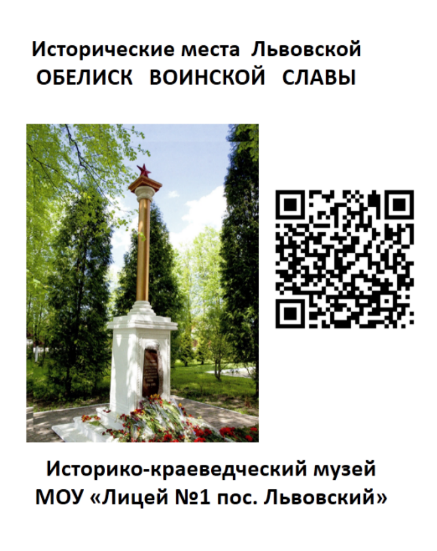 Исторические места Львовской
ОБЕЛИСК ВОИНСКОЙ СЛАВЫ
Историко-краеведческий музей
МОУ «Лицей №1 пос. Львовский»